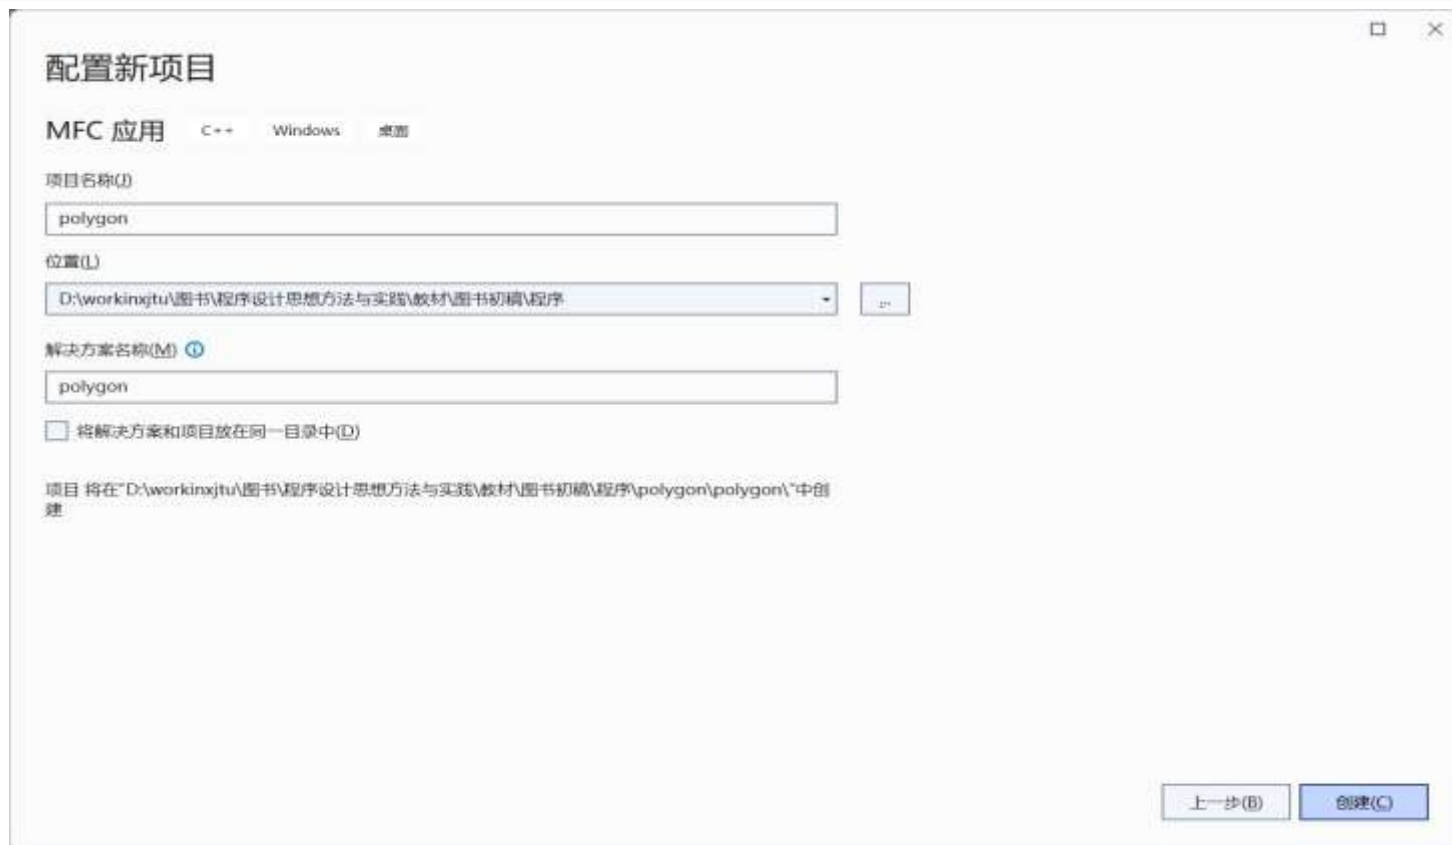 配置新项目
MFC 应用 C++ Windows 桌面
项目名称(J)
polygon
位置(L)
D:\workinxjtu\图书\程序设计思想方法与实践\教材\图书初稿\程序
...
解决方案名称(M)
polygon
将解决方案和项目放在同一目录中(D)
项目 将在"D:\workinxjtu\图书\程序设计思想方法与实践\教材\图书初稿\程序\polygon\polygon\"中创
建
上一步(B) 创建(C)